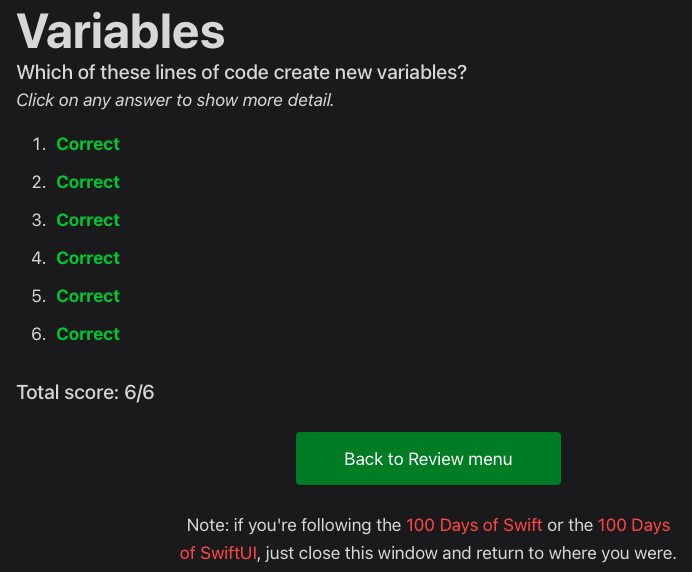 Variables
Which of these lines of code create new variables?
Click on any answer to show more detail.
1. Correct
2. Correct
3. Correct
4. Correct
5. Correct
6. Correct
Total score: 6/6
Back to Review menu
Note: if you're following the 100 Days of Swift or the 100 Days
of SwiftUI, just close this window and return to where you were.